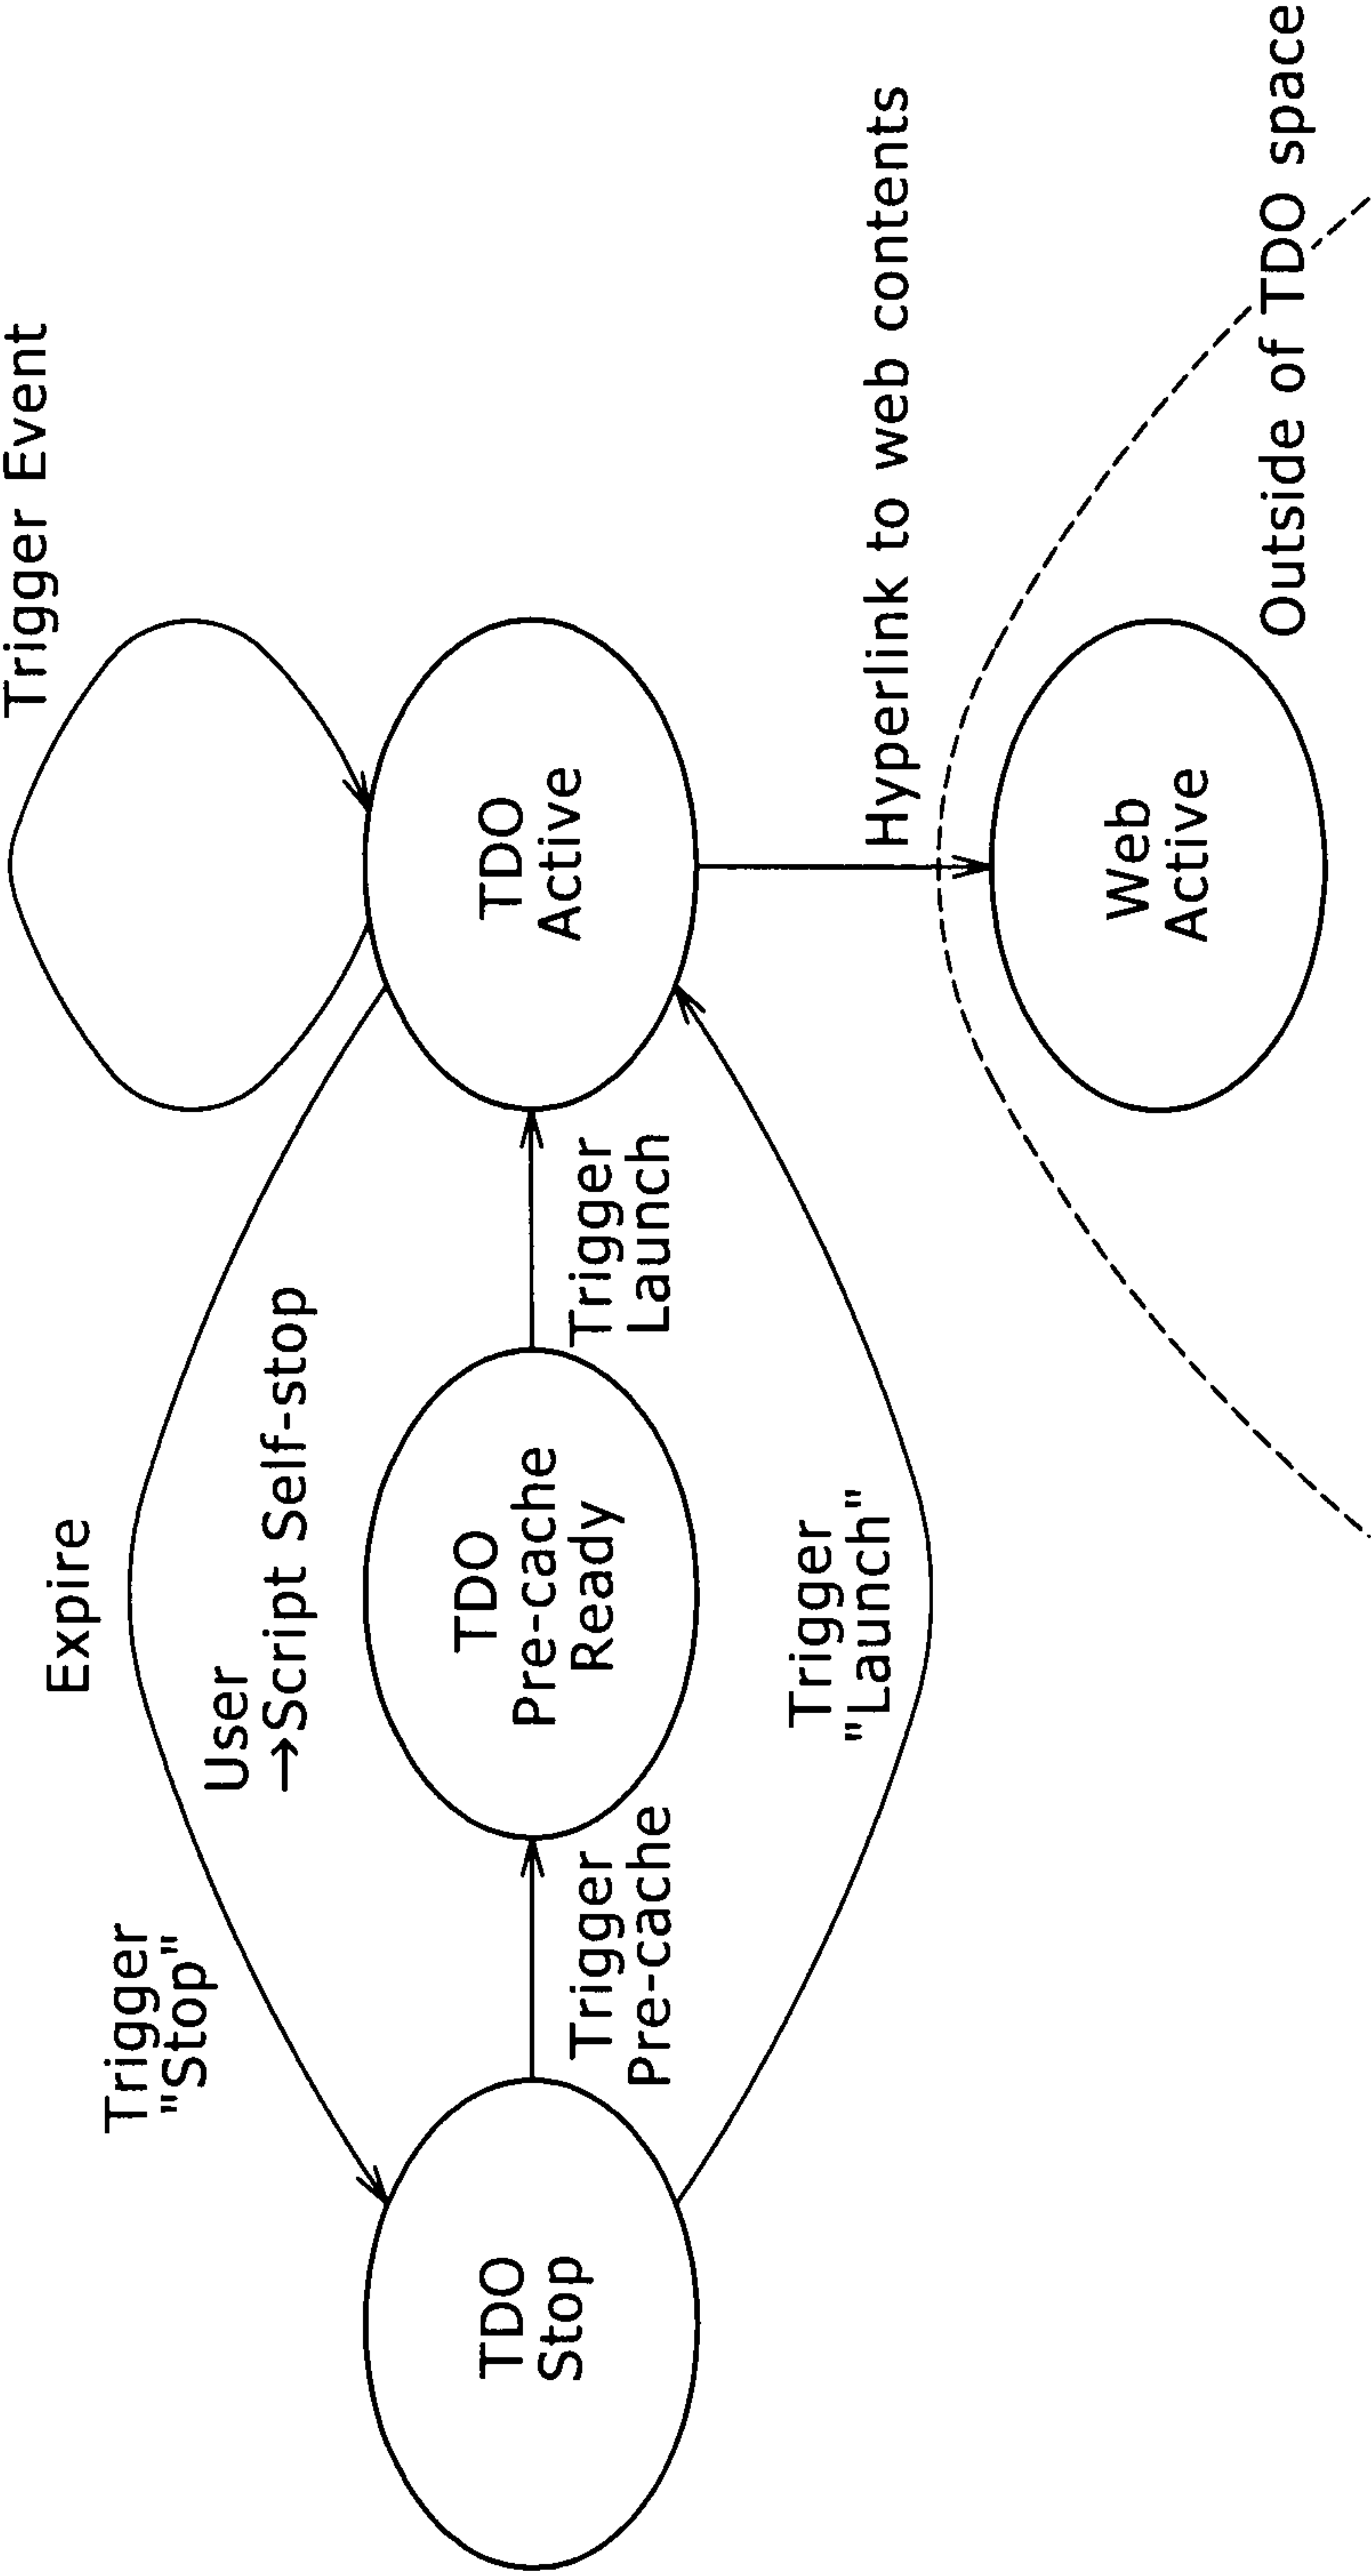 Trigger Event
Expire
Trigger
"Stop"
User
→Script Self-stop
TDO
Stop
Trigger
Pre-cache
TDO
Pre-cache
Ready
Trigger
Launch
TDO
Active
Trigger
"Launch"
Hyperlink to web contents
Web
Active
Outside of TDO space